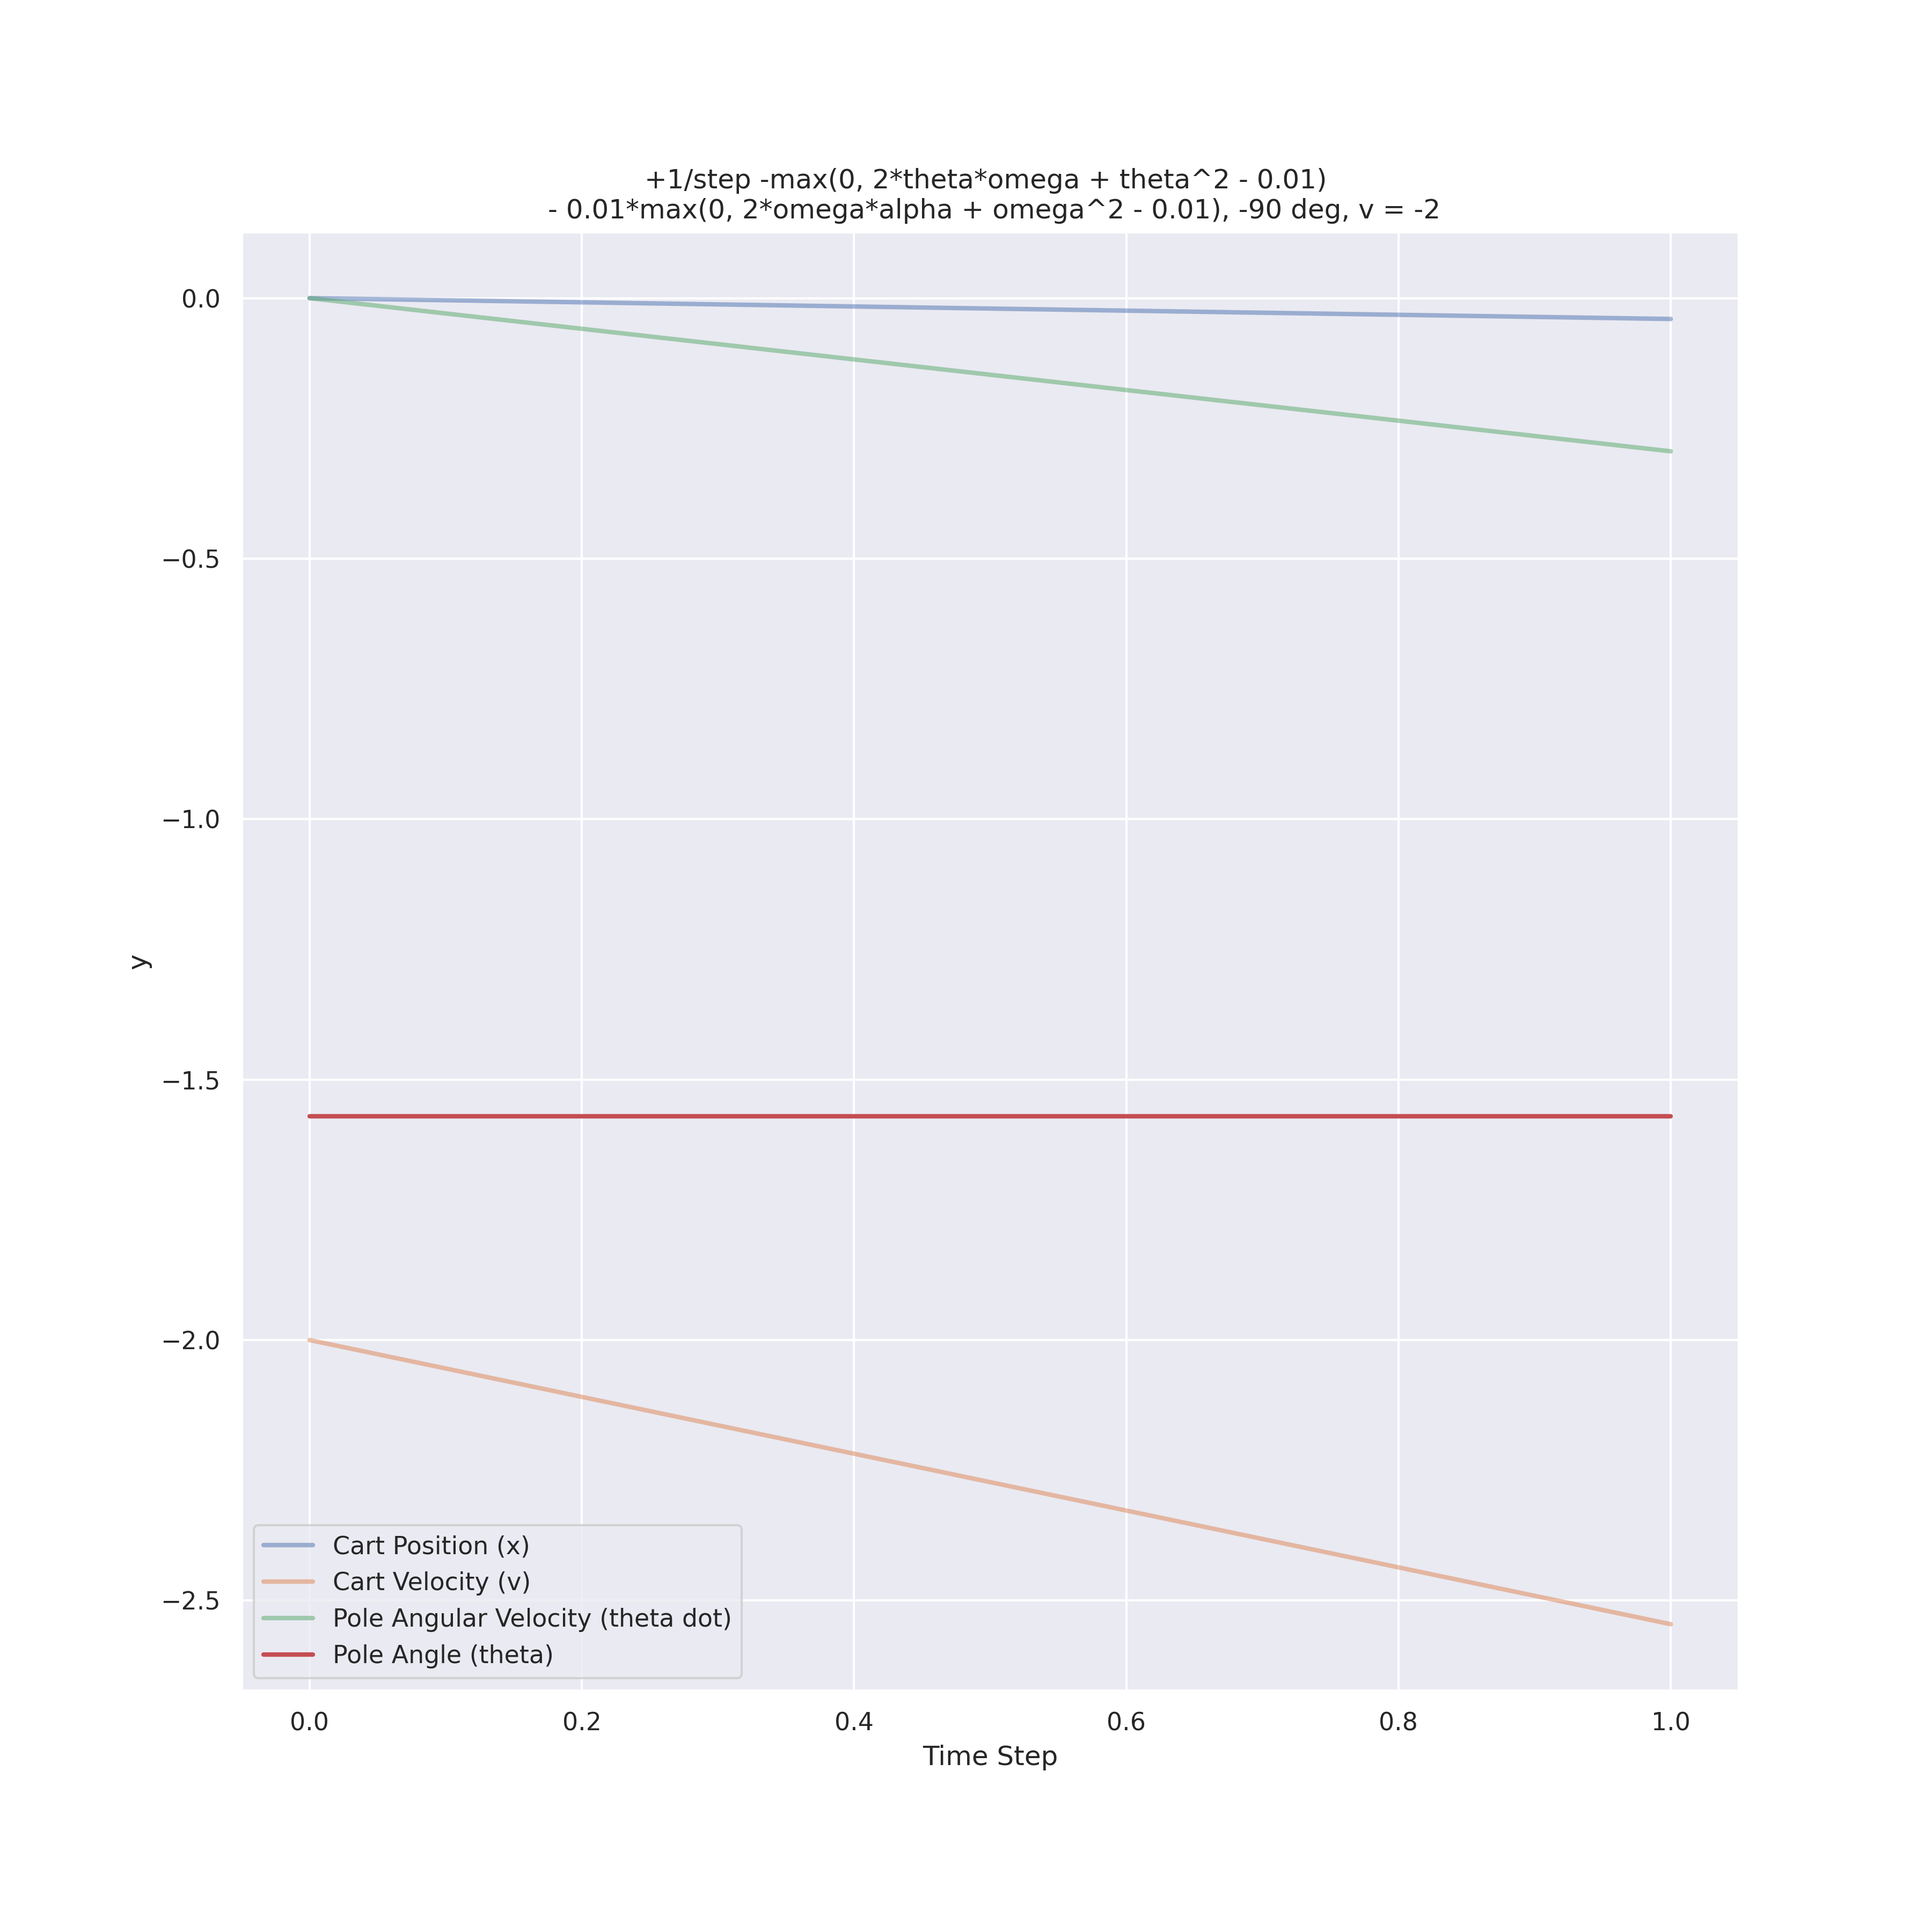 +1/step -max(0, 2*theta*omega + theta^2 - 0.01)
- 0.01*max(0, 2*omega*alpha + omega^2 - 0.01), -90 deg, v = -2
0.0
−0.5
−1.0
−1.5
−2.0
−2.5
y
Cart Position (x)
Cart Velocity (v)
Pole Angular Velocity (theta dot)
Pole Angle (theta)
0.0 0.2 0.4 0.6 0.8 1.0
Time Step